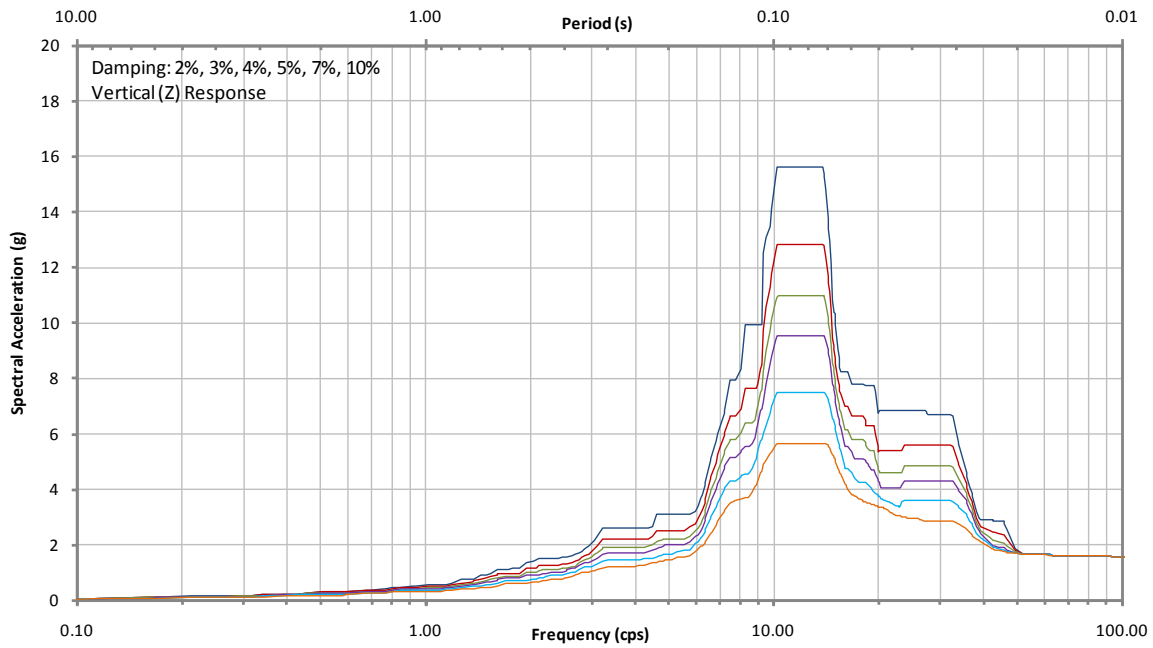 10.00 1.00 0.10 0.01
Period (s)
20
Damping: 2%, 3%, 4%, 5%, 7%, 10%
Vertical (Z) Response
18
16
14
12
10
8
6
4
2
0
Spectral Acceleration (g)
0.10 1.00 10.00 100.00
Frequency (cps)